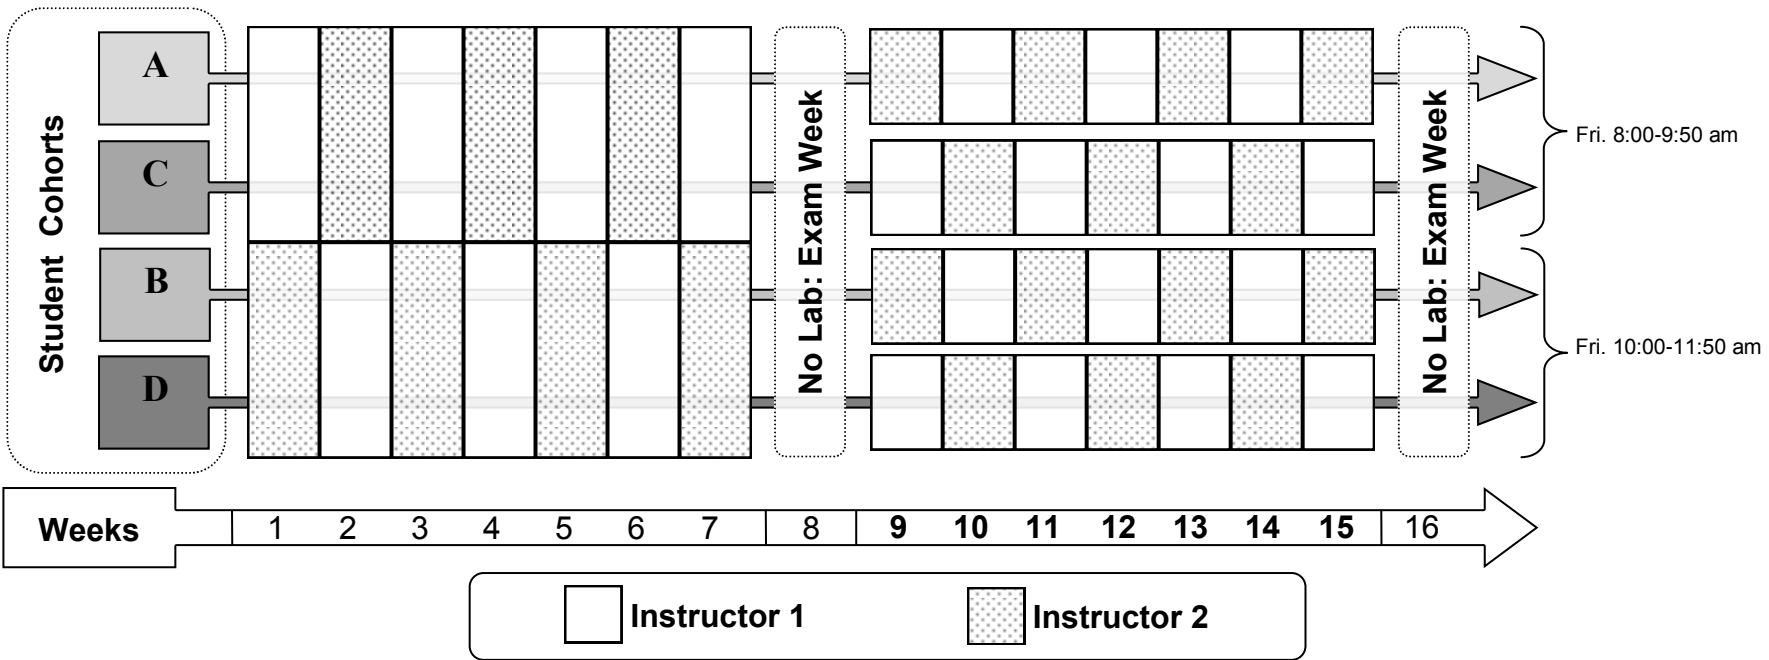 Student Cohorts
A
C
B
D
No Lab: Exam Week
No Lab: Exam Week
Fri. 8:00-9:50 am
Fri. 10:00-11:50 am
Weeks 1 2 3 4 5 6 7 8 9 10 11 12 13 14 15 16
Instructor 1 Instructor 2